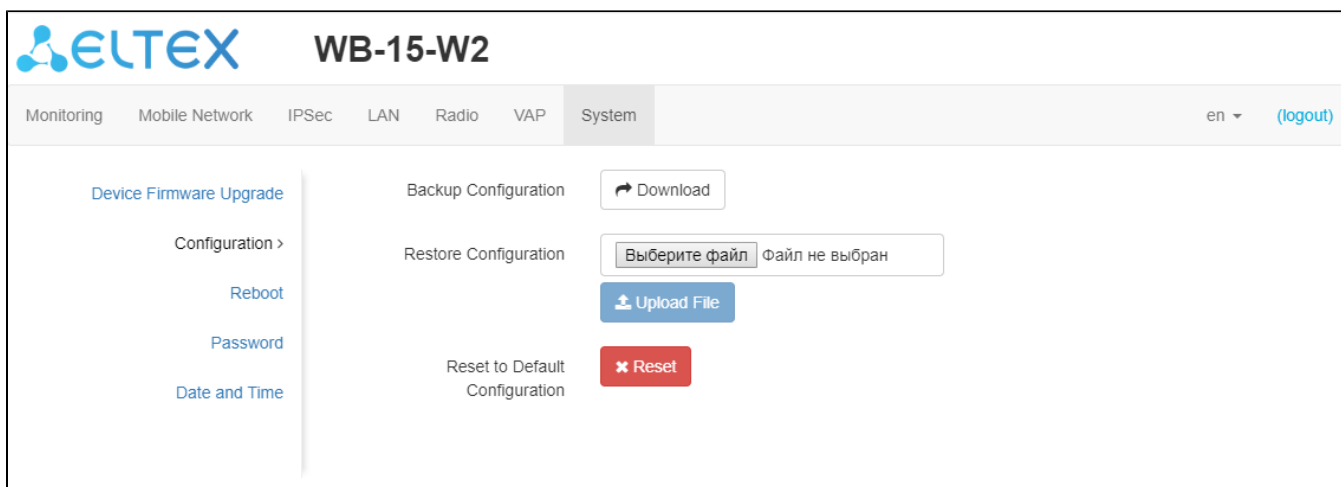 ELTEX WB-15-W2
Monitoring Mobile Network IPSec LAN Radio VAP System en (logout)
Device Firmware Upgrade
Configuration >
Reboot
Password
Date and Time
Backup Configuration Download
Restore Configuration Выберите файл Файл не выбран
Upload File
Reset to Default
Configuration
Reset